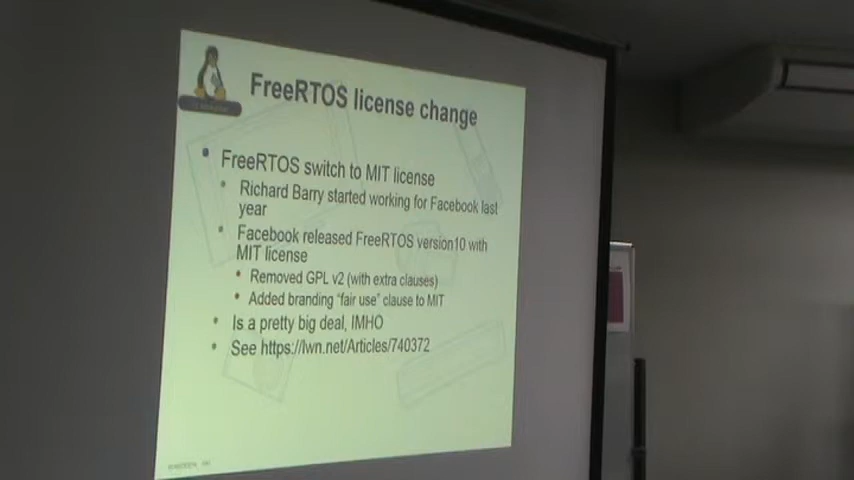 FreeRTOS license change
• FreeRTOS switch to MIT license
• Richard Barry started working for Facebook last
year
• Facebook released FreeRTOS version10 with
MIT license
• Removed GPL v2 (with extra clauses)
• Added branding “fair use” clause to MIT
• Is a pretty big deal, IMHO
• See https://lwn.net/Articles/740372